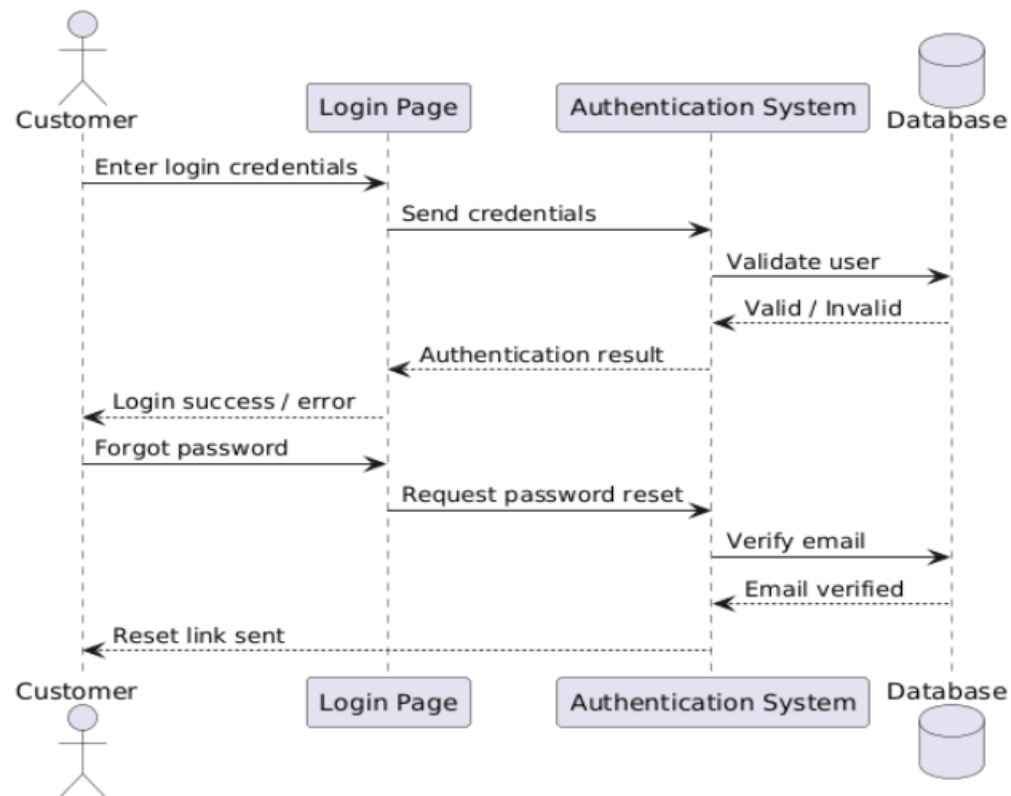 Customer
Login Page
Authentication System
Database
Enter login credentials
Send credentials
Validate user
Valid / Invalid
Authentication result
Login success / error
Forgot password
Request password reset
Verify email
Email verified
Reset link sent
Customer
Login Page
Authentication System
Database